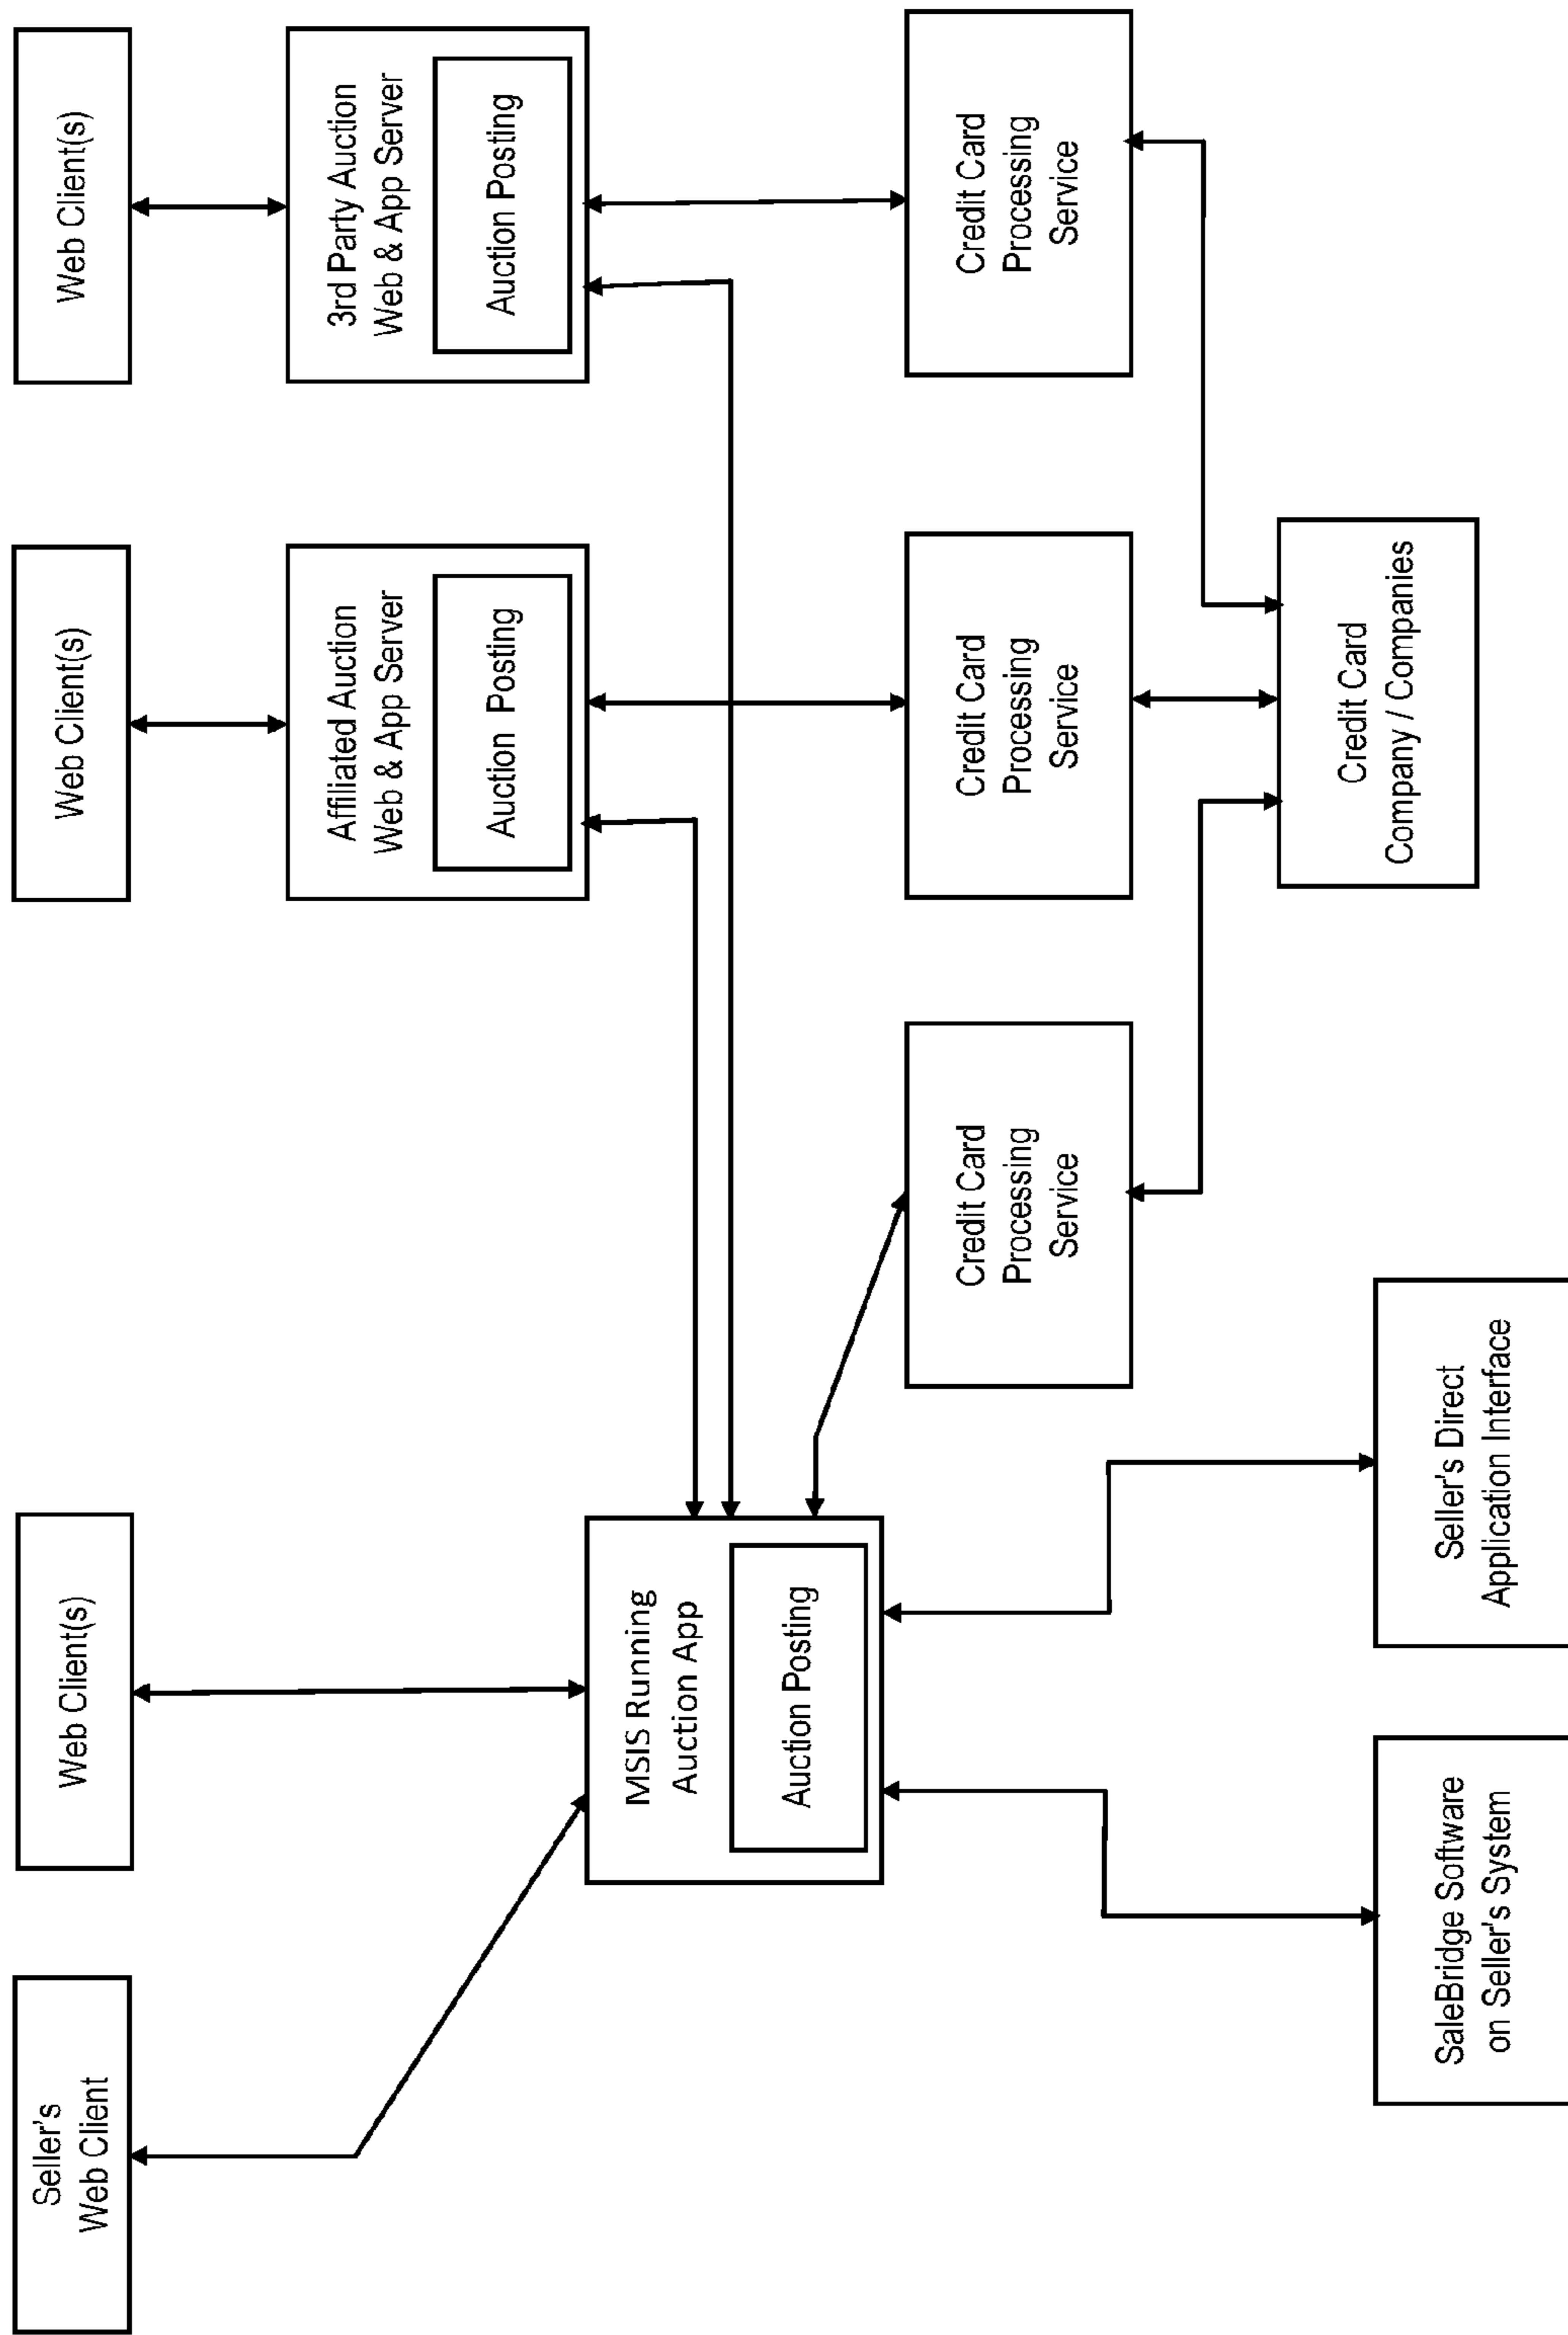 Seller's
Web Client
Web Client(s)
Web Client(s)
Web Client(s)
Affiliated Auction
Web & App Server
Auction Posting
3rd Party Auction
Web & App Server
Auction Posting
MSIS Running
Auction App
Auction Posting
Credit Card
Processing
Service
Credit Card
Processing
Service
Credit Card
Processing
Service
SaleBridge Software
on Seller's System
Seller's Direct
Application Interface
Credit Card
Company / Companies